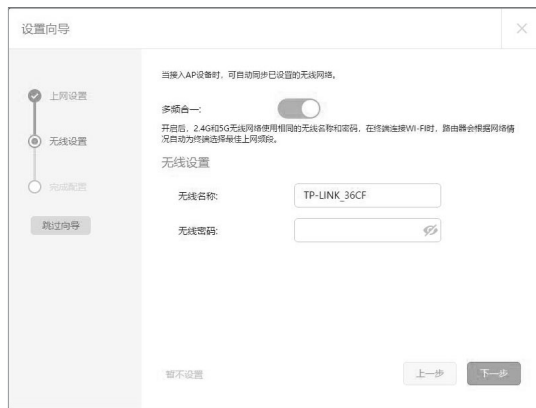 设置向导
当接入AP设备时，可自动同步已设置的无线网络。
上网设置
多频合一：
开启后，2.4G和5G无线网络使用相同的无线名称和密码，在终端连接WI-FI时，路由器会根据网络情
况自动为终端选择最佳上网频段。
无线设置
无线设置
完成配置
无线名称：
TP-LINK_36CF
跳过向导
无线密码：
暂不设置
上一步
下一步